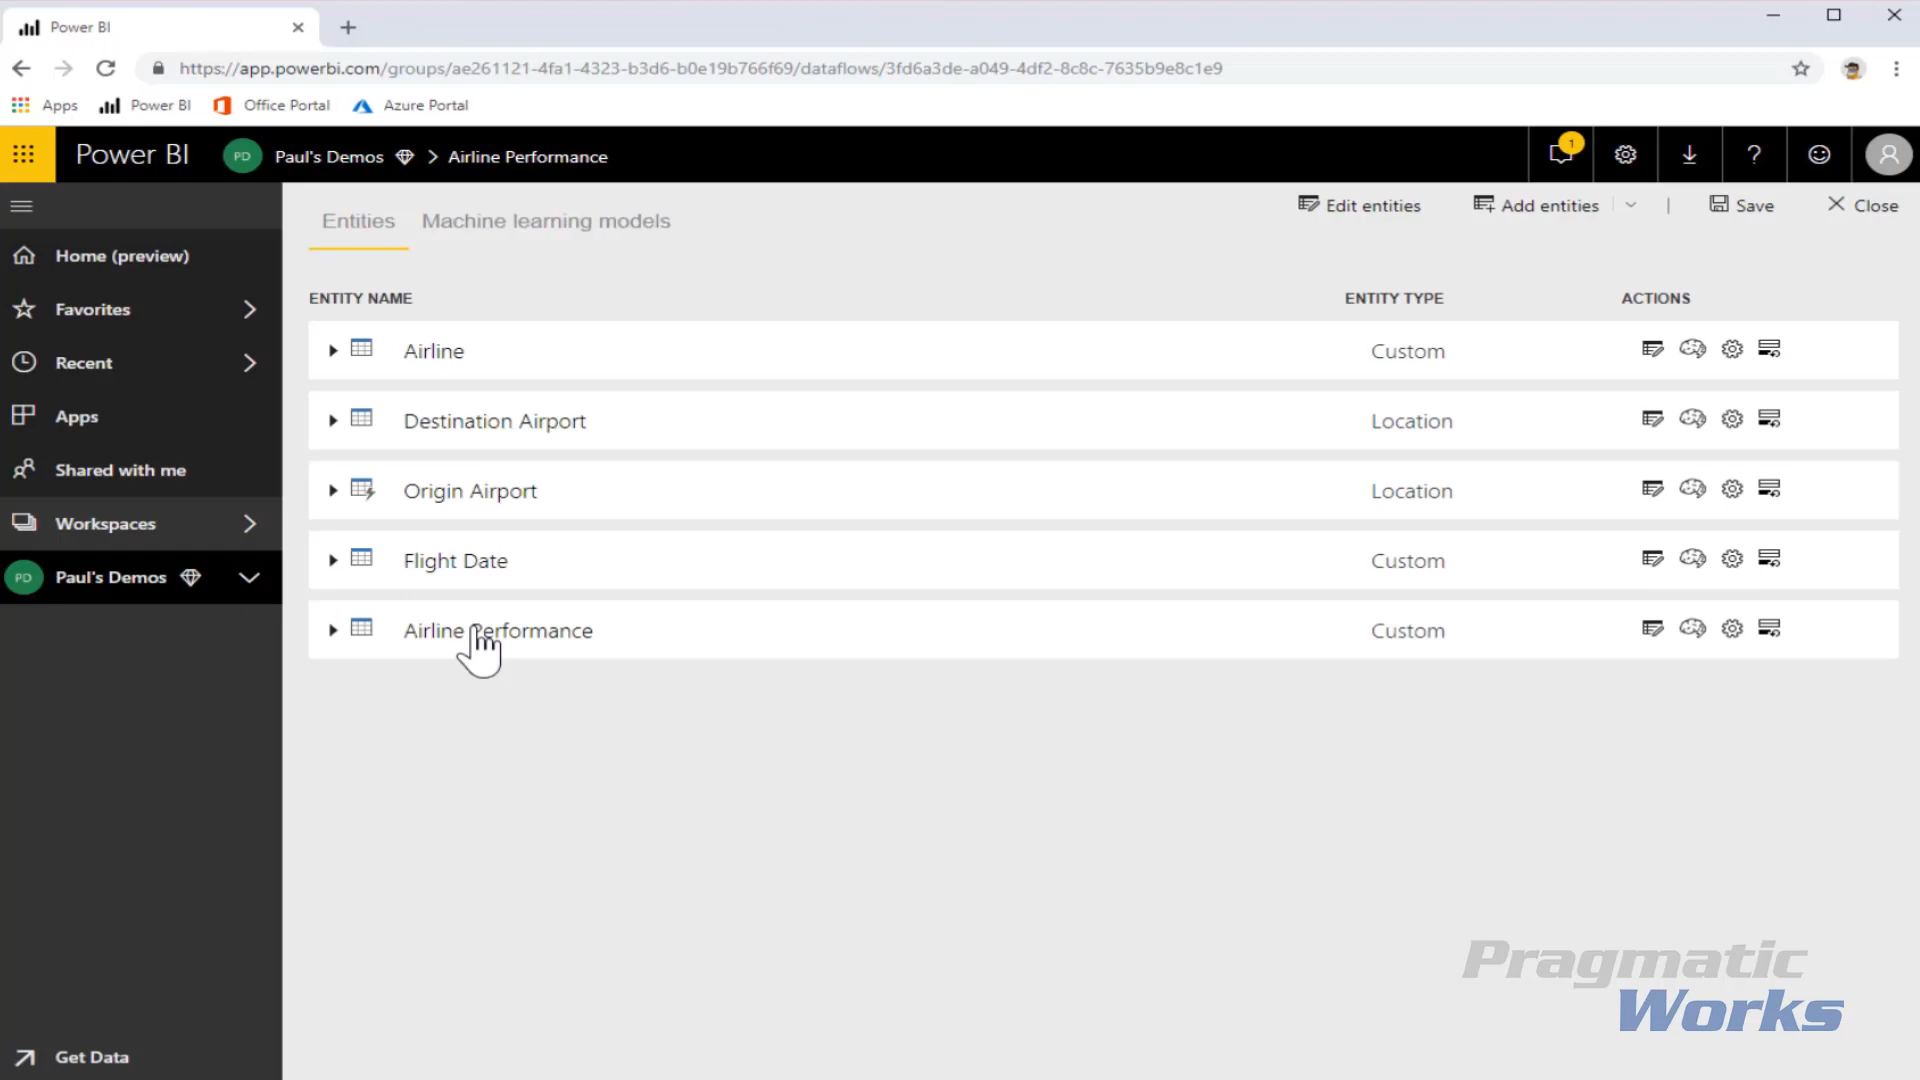 Power BI
https://app.powerbi.com/groups/ae261121-4fa1-4323-b3d6-b0e19b766f69/dataflows/3fd6a3de-a049-4df2-8c8c-7635b9e8c1e9
Apps Power BI Office Portal Azure Portal
Power BI PD Paul's Demos > Airline Performance 1 ?
Edit entities Add entities | Save Close
Entities Machine learning models
Home (preview)
Favorites
Recent
Apps
Shared with me
Workspaces
PD Paul's Demos
Get Data
ENTITY NAME ENTITY TYPE ACTIONS
Airline Custom
Destination Airport Location
Origin Airport Location
Flight Date Custom
Airline Performance Custom
Pragmatic
Works